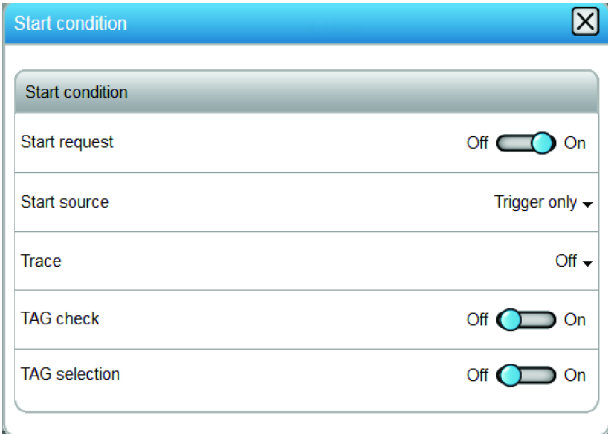 Start condition
Start condition
Start request Off On
Start source Trigger only
Trace Off
TAG check Off On
TAG selection Off On